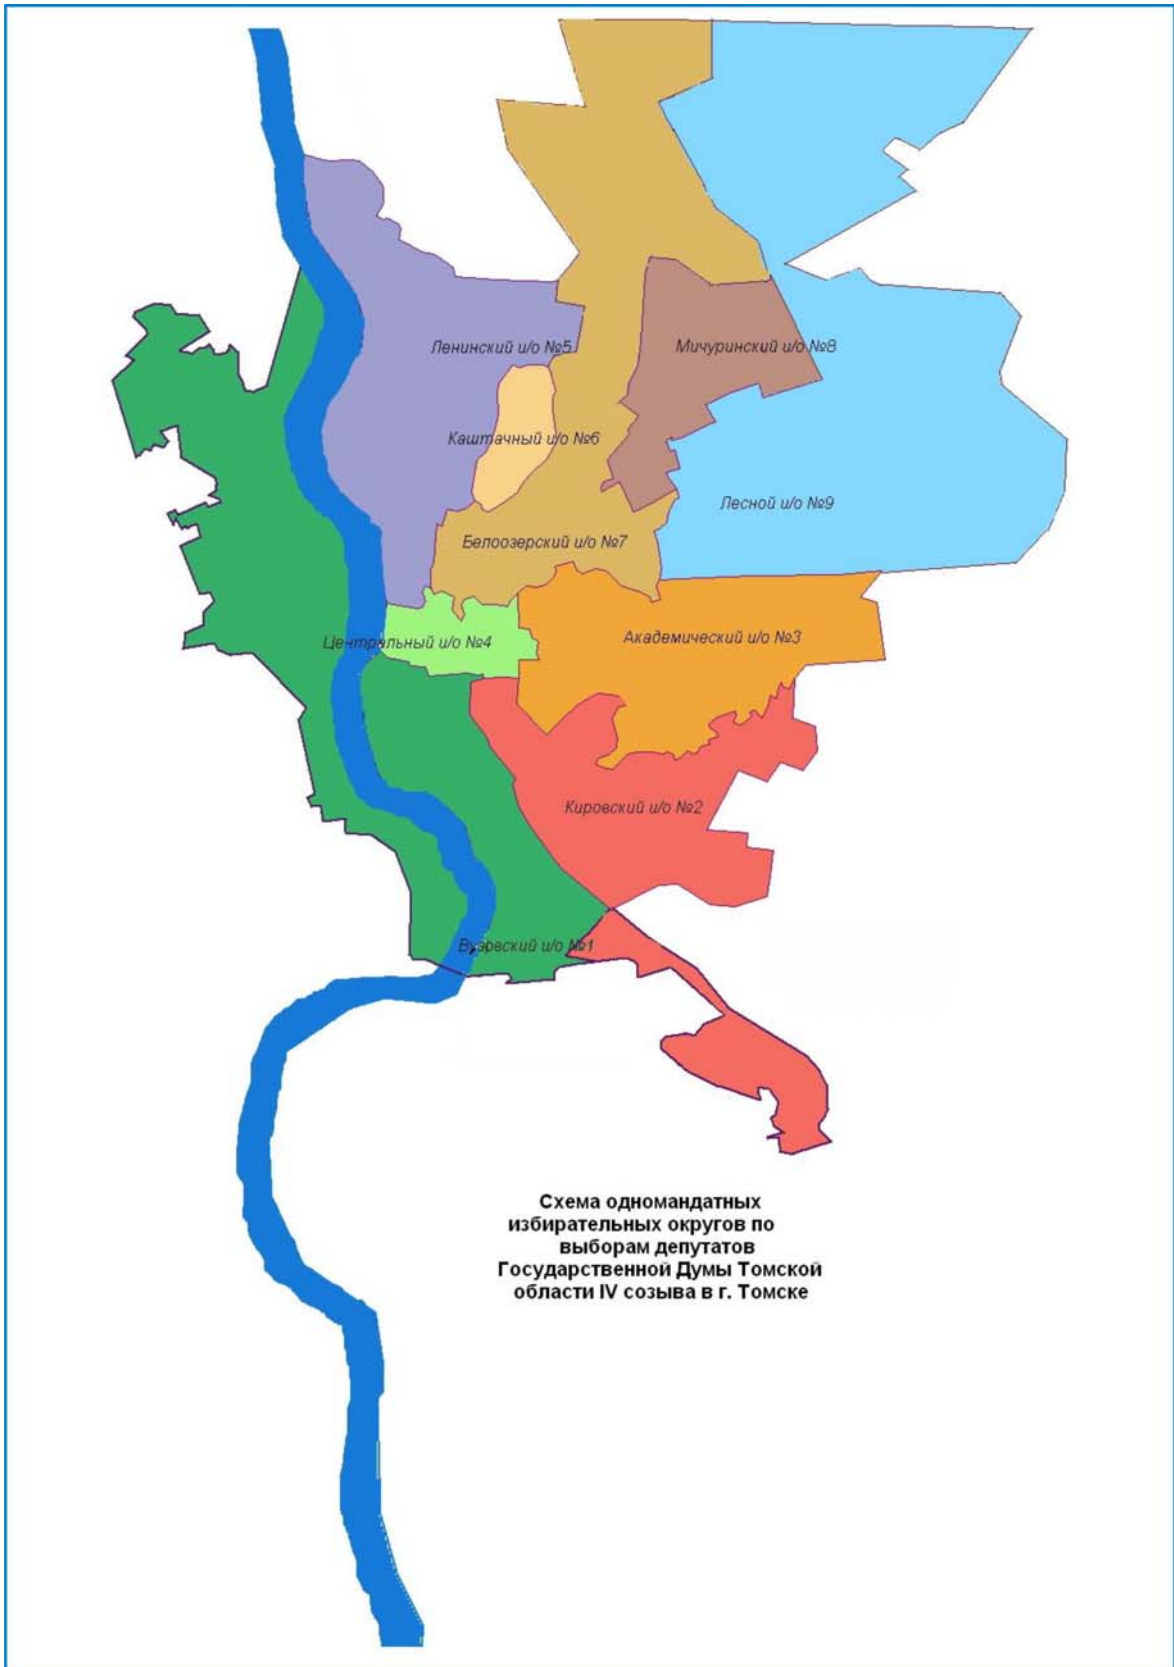 Ленинский и/о №5
Мичуринский и/о №8
Каштачный и/о №6
Лесной и/о №9
Белоозерский и/о №7
Центральный и/о №4
Академический и/о №3
Кировский и/о №2
Вузовский и/о №1
Схема одномандатных
избирательных округов по
выборам депутатов
Государственной Думы Томской
области IV созыва в г. Томске